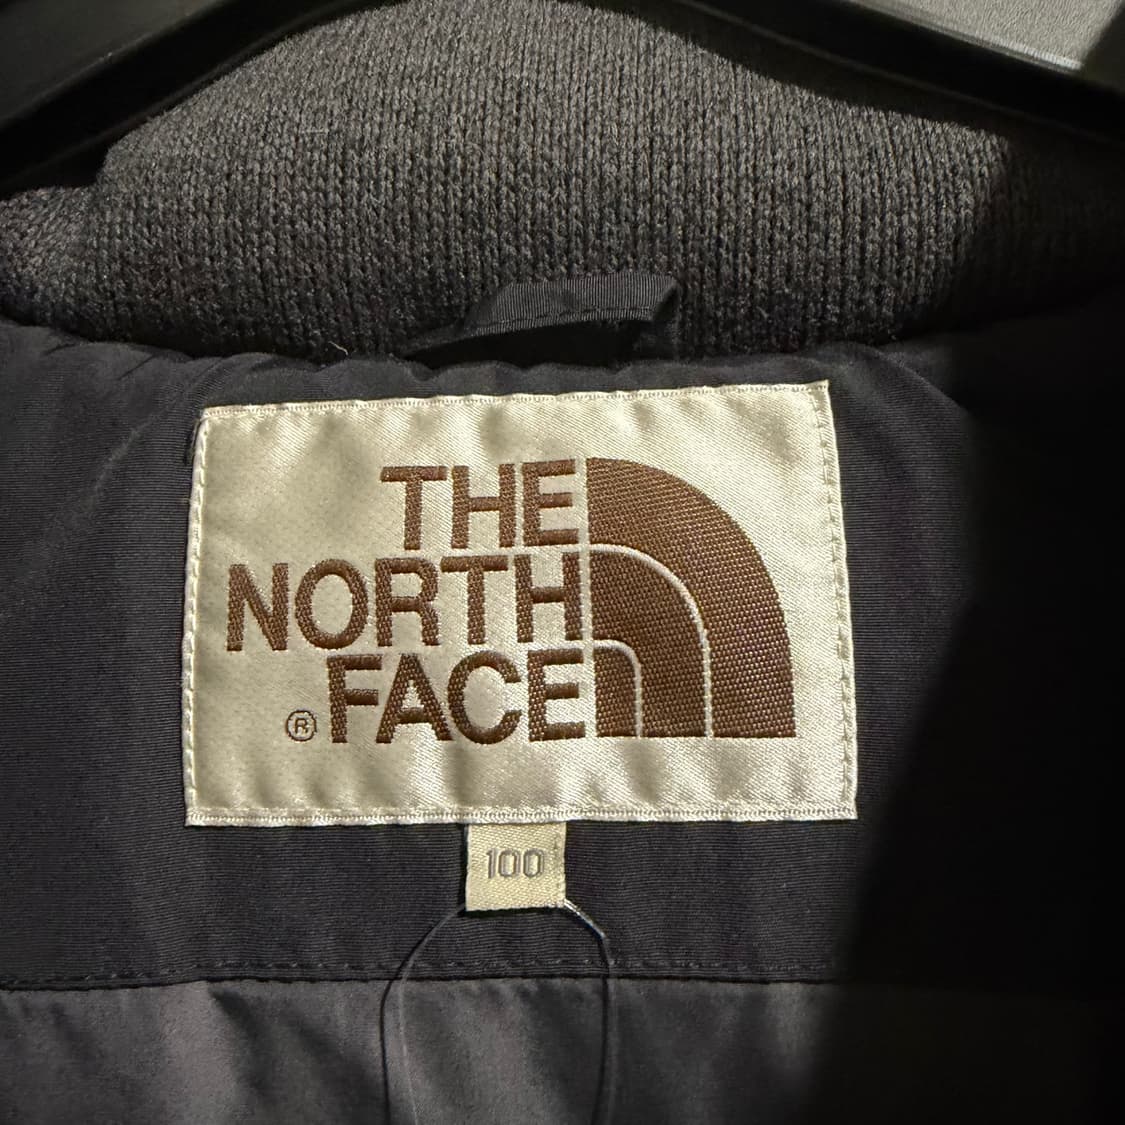 THE
NORTH
® FACE
100